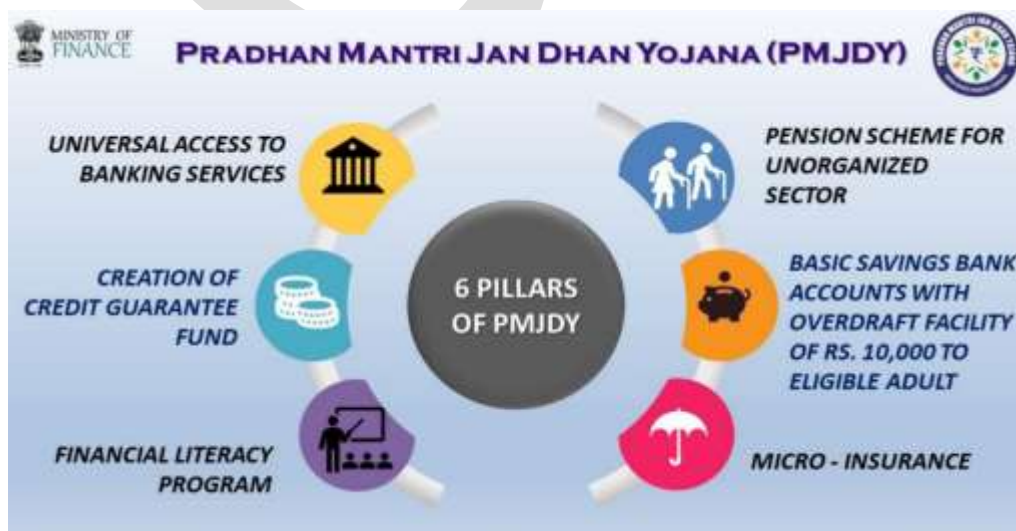 MINISTRY OF
FINANCE
PRADHAN MANTRI JAN DHAN YOJANA (PMJDY)
UNIVERSAL ACCESS TO
BANKING SERVICES
CREATION OF
CREDIT GUARANTEE
FUND
FINANCIAL LITERACY
PROGRAM
6 PILLARS
OF PMJDY
PENSION SCHEME FOR
UNORGANIZED
SECTOR
BASIC SAVINGS BANK
ACCOUNTS WITH
OVERDRAFT FACILITY
OF RS. 10,000 TO
ELIGIBLE ADULT
MICRO - INSURANCE